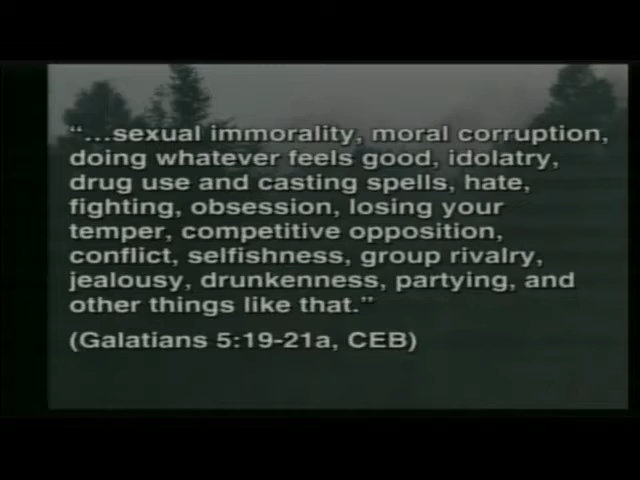 “...sexual immorality, moral corruption,
doing whatever feels good, idolatry,
drug use and casting spells, hate,
fighting, obsession, losing your
temper, competitive opposition,
conflict, selfishness, group rivalry,
jealousy, drunkenness, partying, and
other things like that.”
(Galatians 5:19-21a, CEB)